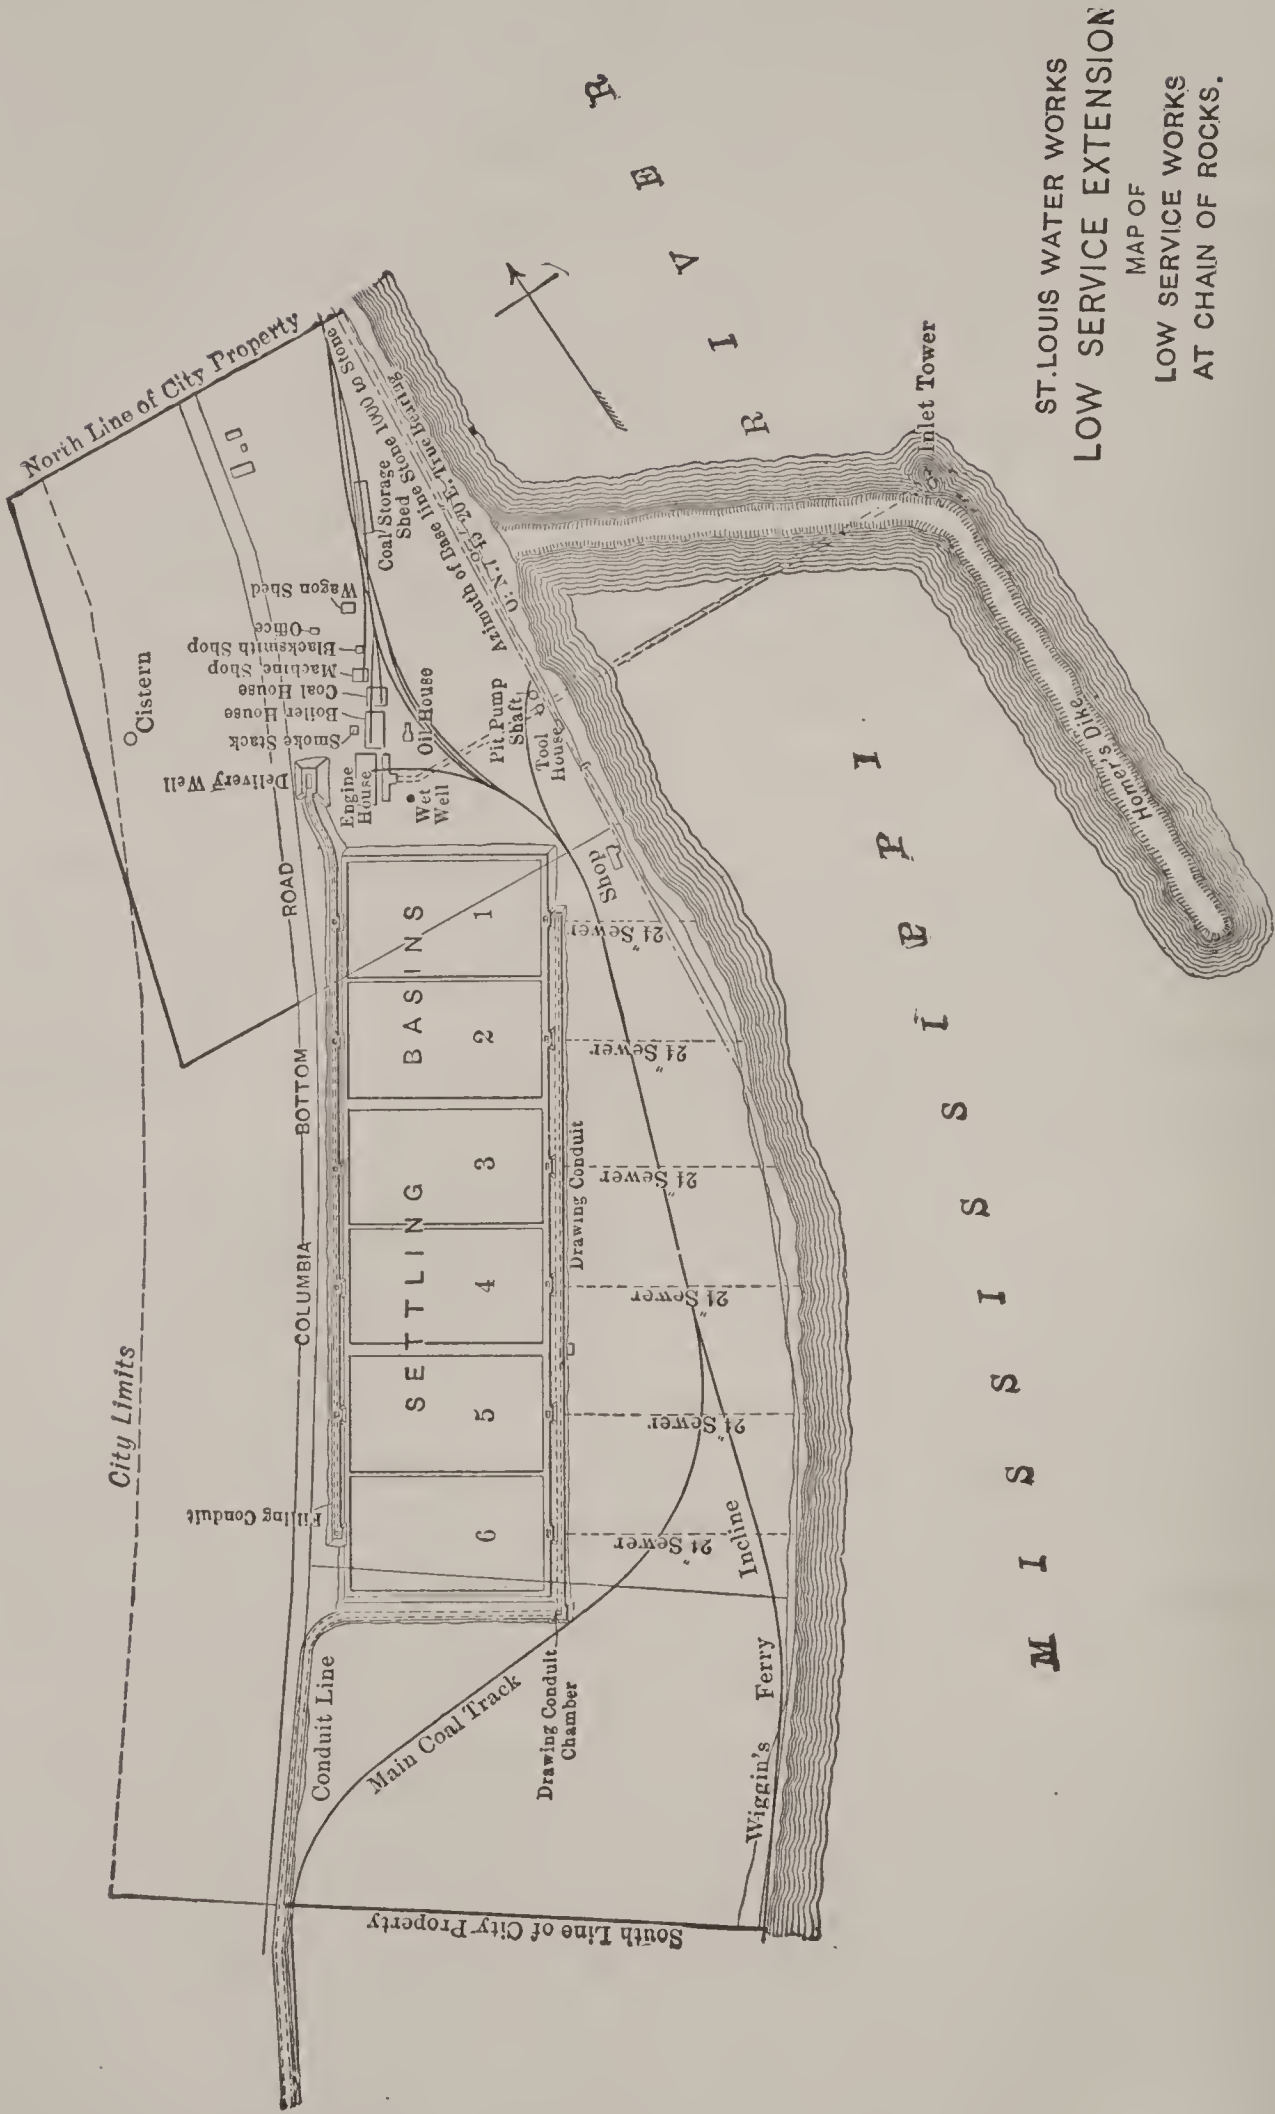 ST. LOUIS WATER WORKS
LOW SERVICE EXTENSION
MAP OF
LOW SERVICE WORKS
AT CHAIN OF ROCKS.
City Limits
North Line of City Property
Cistern
COLUMBIA BOTTOM ROAD
Delivery Well
Smoke Stack
Boiler House
Coal House
Machine Shop
Blacksmith Shop
Office
Wagon Shed
Coal Storage
Shed
Engine
House
Wet
Well
Oil House
Pit Pump
Shaft
Tool
House
Shop
Azimuth of Base line Stone 1000 to Stone
True Bearing
Filling Conduit
SETTLING BASINS
6
5
4
3
2
1
Drawing Conduit
24" Sewer
24" Sewer
24" Sewer
24" Sewer
24" Sewer
24" Sewer
Conduit Line
Main Coal Track
Drawing Conduit
Chamber
Wiggin's Ferry Incline
South Line of City Property
Inlet Tower
Homer's Dike
MISSISSIPPI RIVER